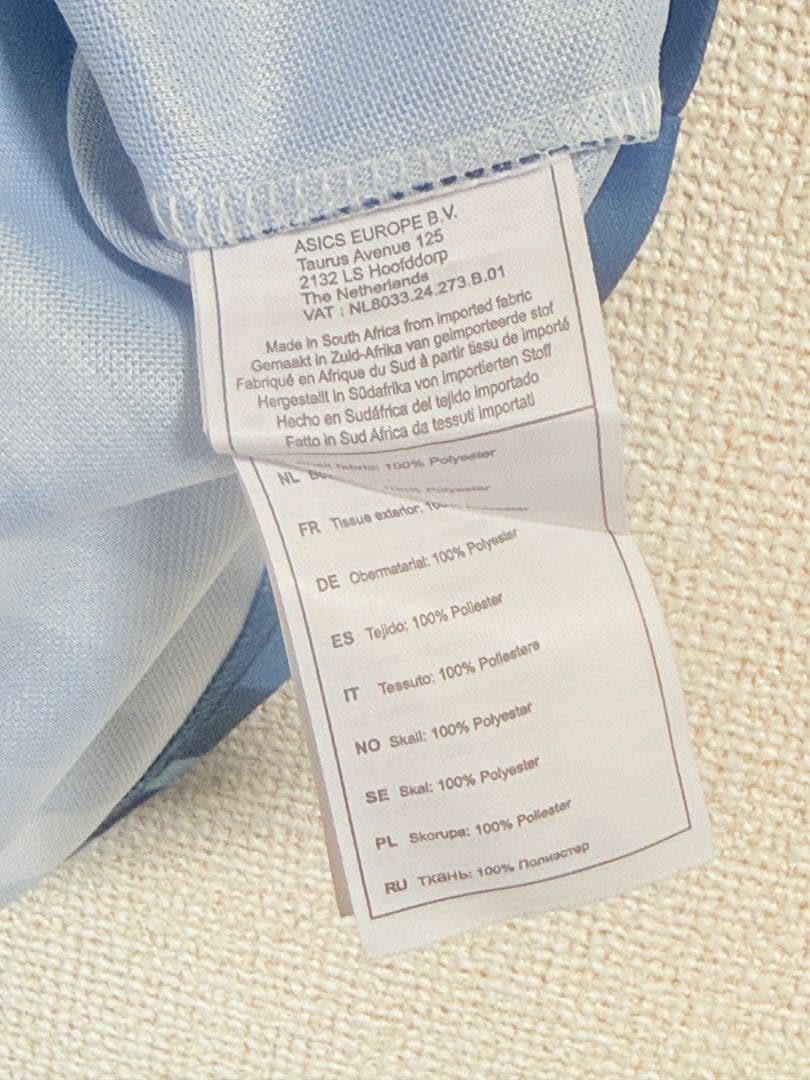 ASICS EUROPE B.V.
Taurus Avenue 125
2132 LS Hoofddorp
The Netherlands
VAT : NL8033.24.273.B.01
Made in South Africa from imported fabric
Gemaakt in Zuid-Afrika van geimporteerde stof
Fabriqué en Afrique du Sud à partir tissu de importé
Hergestellt in Südafrika von Importierten Stoff
Hecho en Sudáfrica del tejido importado
Fatto in Sud Africa da tessuti importati
fabric: 100% Polyester
NL
FR Tissue exterior:
DE Obermaterial: 100% Polyester
ES Tejido: 100% Poliester
IT Tessuto: 100% Poliestere
NO Skall: 100% Polyester
SE Skal: 100% Polyester
PL Skorupa: 100% Poliester
RU Ткань: 100% Полиэстер